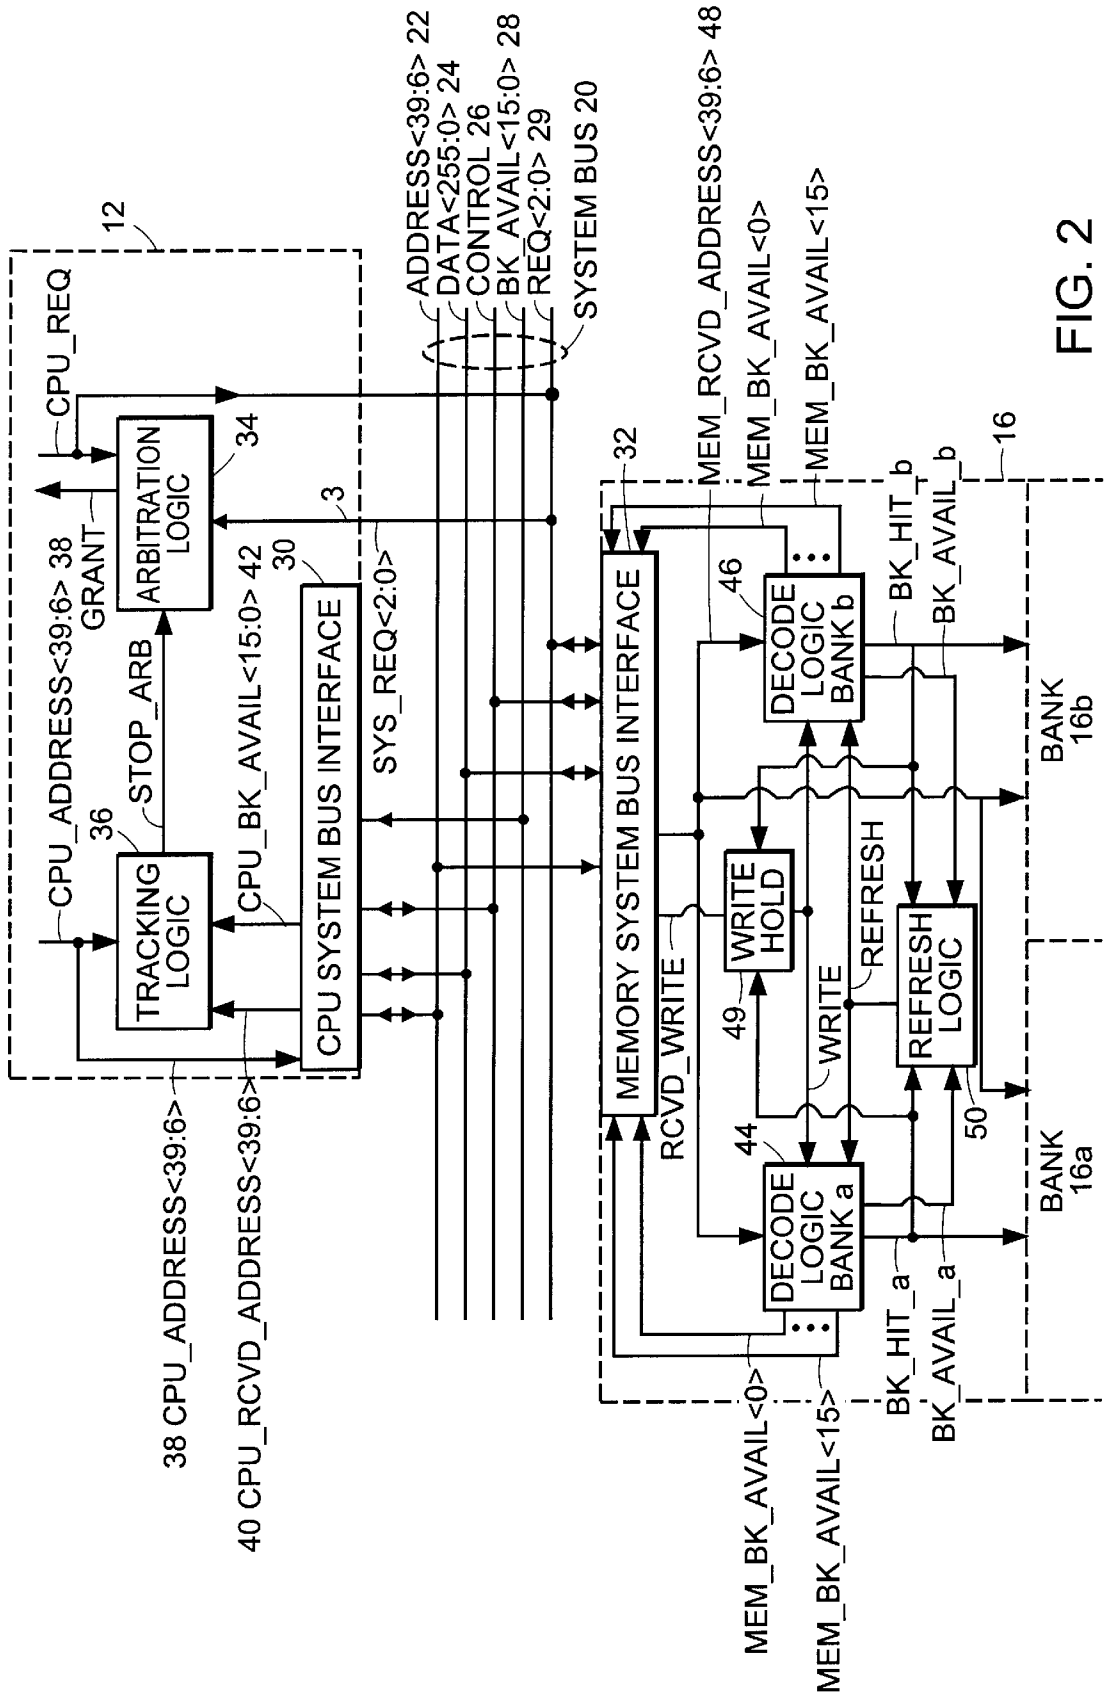 12
CPU_REQ
GRANT
CPU_ADDRESS<39:6> 38
ARBITRATION
LOGIC
34
STOP_ARB
36
TRACKING
LOGIC
CPU_BK_AVAIL<15:0> 42
30
3
SYS_REQ<2:0>
CPU SYSTEM BUS INTERFACE
38 CPU_ADDRESS<39:6>
40 CPU_RCVD_ADDRESS<39:6>
ADDRESS<39:6> 22
DATA<255:0> 24
CONTROL 26
BK_AVAIL<15:0> 28
REQ<2:0> 29
SYSTEM BUS 20
32
MEMORY SYSTEM BUS INTERFACE
MEM_RCVD_ADDRESS<39:6> 48
MEM_BK_AVAIL<0>
MEM_BK_AVAIL<15>
RCVD_WRITE
44
DECODE
LOGIC
BANK a
49
WRITE
HOLD
WRITE
REFRESH
46
DECODE
LOGIC
BANK b
MEM_BK_AVAIL<0>
MEM_BK_AVAIL<15>
BK_HIT_a
BK_AVAIL_a
50
REFRESH
LOGIC
BK_HIT_b
BK_AVAIL_b
16
BANK
16a
BANK
16b
FIG. 2